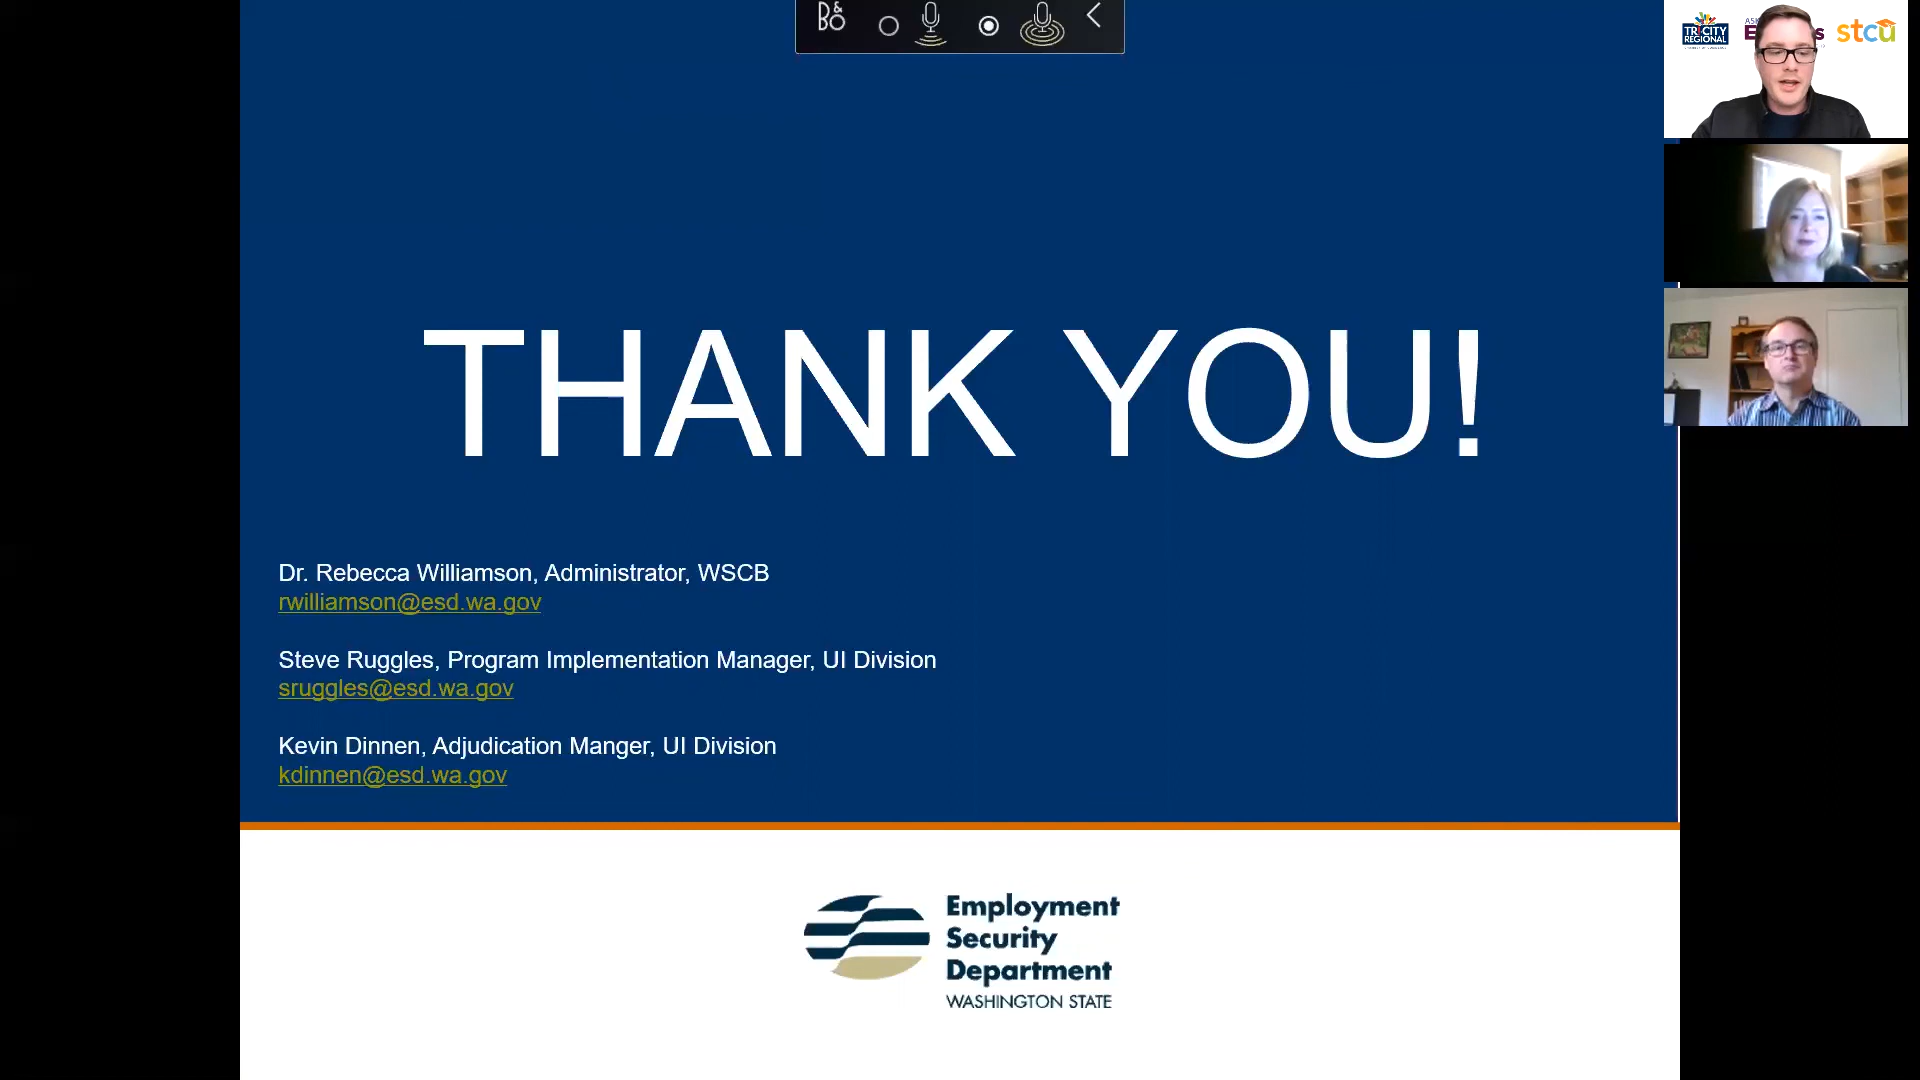 B&O
TRI-CITY
REGIONAL
stcu
THANK YOU!
Dr. Rebecca Williamson, Administrator, WSCB
rwilliamson@esd.wa.gov
Steve Ruggles, Program Implementation Manager, UI Division
sruggles@esd.wa.gov
Kevin Dinnen, Adjudication Manger, UI Division
kdinnen@esd.wa.gov
Employment
Security
Department
WASHINGTON STATE